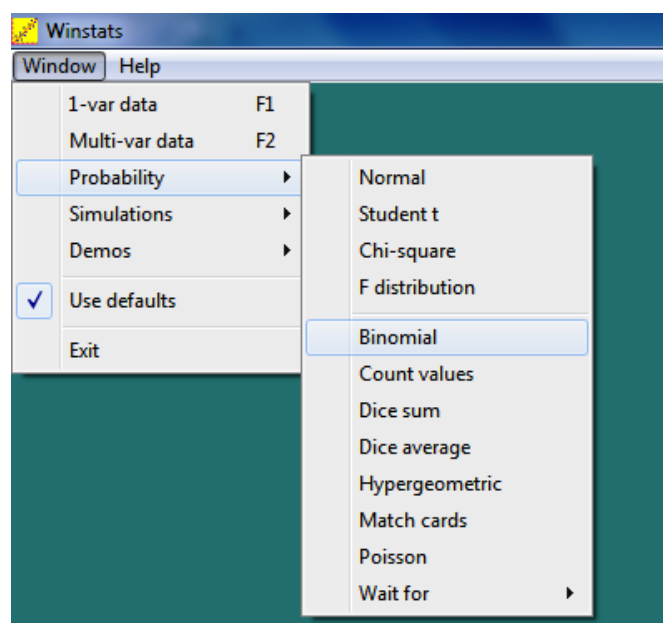 Winstats
Window Help
1-var data F1
Multi-var data F2
Probability
Simulations
Demos
Use defaults
Exit
Normal
Student t
Chi-square
F distribution
Binomial
Count values
Dice sum
Dice average
Hypergeometric
Match cards
Poisson
Wait for